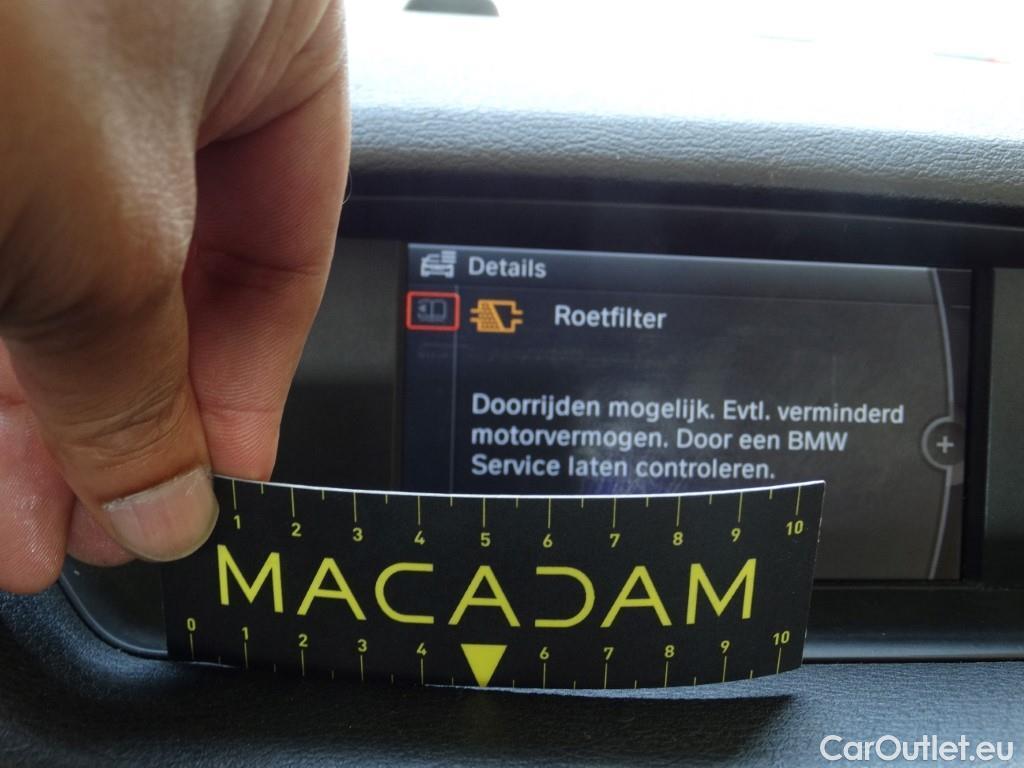 Details
Roetfilter
Doorrijden mogelijk. Evtl. verminderd
motorvermogen. Door een BMW
Service laten controleren.
+
1 2 3 4 5 6 7 8 9 10
MACADAM
0 1 2 3 4 6 7 8 9 10
CarOutlet.eu